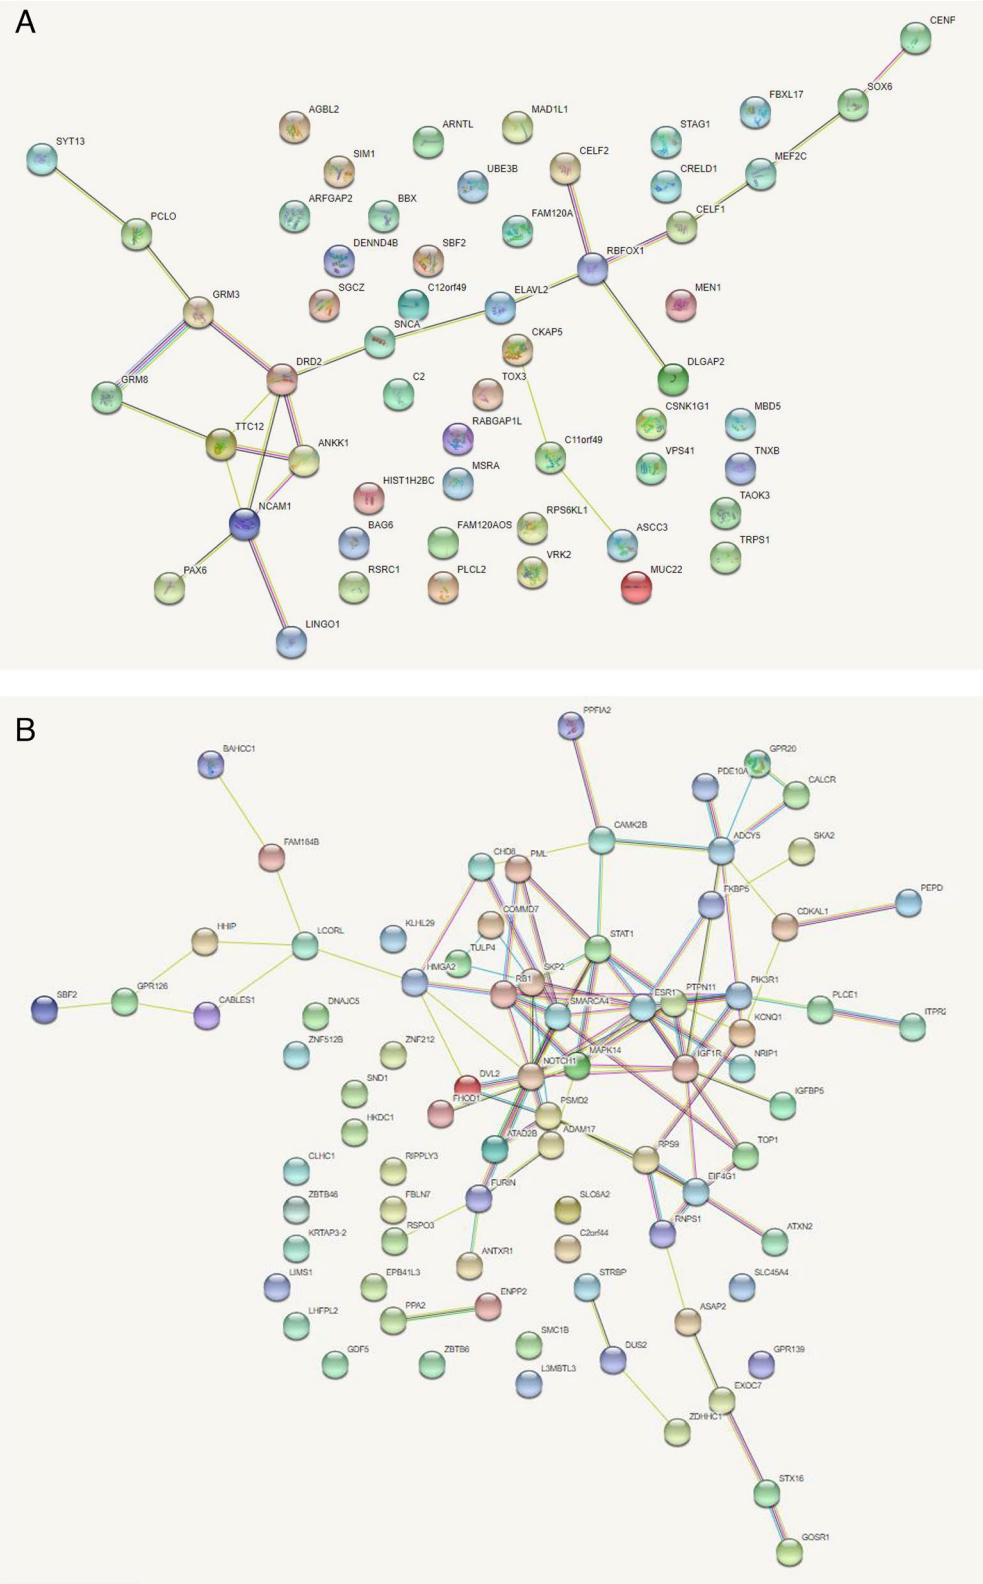 A
CENF
SOX6
FBXL17
AGBL2
MAD1L1
ARNTL
STAG1
SYT13
SIM1
CELF2
MEF2C
UBE3B
CRELD1
ARFGAP2
BBX
PCLO
FAM120A
CELF1
DENND4B
SBF2
RBFOX1
GRM3
SGCZ
C12orf49
ELAVL2
MEN1
SNCA
CKAP5
DRD2
DLGAP2
GRM8
C2
TOX3
CSNK1G1
MBD5
TTC12
ANKK1
RABGAP1L
C11orf49
VPS41
TNXB
MSRA
HIST1H2BC
TAOK3
NCAM1
RPS6KL1
BAG6
FAM120AOS
ASCC3
TRPS1
PAX6
RSRC1
PLCL2
VRK2
MUC22
LINGO1
B
PPFIA2
BAHCC1
GPR20
PDE10A
CALCR
CAMK2B
ADCY5
FAM184B
CHD8
PML
SKA2
FKBP5
PEPD
COMMD7
CDKAL1
HHIP
LCORL
KLHL29
STAT1
TULP4
HMGA2
RB1
SKP2
SBF2
GPR126
CABLES1
DNAJC5
SMARCA4
ESR1
PTPN11
PIK3R1
PLCE1
KCNQ1
ZNF512B
ZNF212
NOTCH1
MAPK14
IGF1R
NRIP1
SND1
DVL2
FHOD1
PSMD2
IGFBP5
HKDC1
ATAD2B
ADAM17
RPS9
TOP1
CLHC1
RIPPLY3
FURIN
EIF4G1
ZBTB46
FBLN7
SLC6A2
RNPS1
KRTAP3-2
RSPO3
C2orf44
ATXN2
ANTXR1
LIMS1
EPB41L3
STRBP
SLC45A4
LHFPL2
PPA2
ENPP2
ASAP2
SMC1B
GDF5
ZBTB6
DUS2
GPR139
L3MBTL3
EXOC7
ZDHHC1
STX16
GOSR1